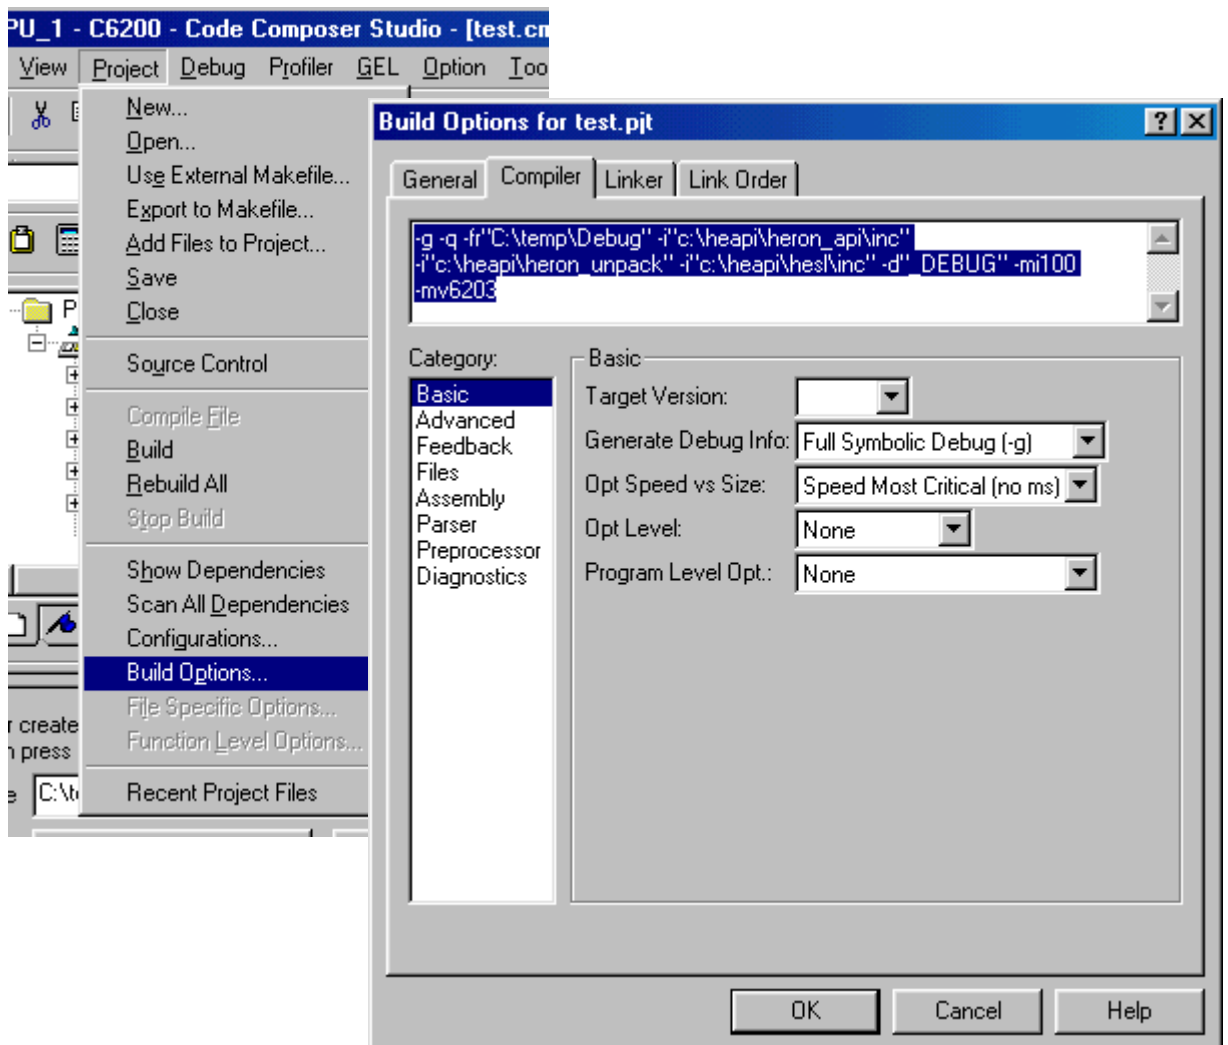 PU_1 - C6200 - Code Composer Studio - [test.cm
View Project Debug Profiler GEL Option Too
New...
Open...
Use External Makefile...
Export to Makefile...
Add Files to Project...
Save
Close
Source Control
Compile File
Build
Rebuild All
Stop Build
Show Dependencies
Scan All Dependencies
Configurations...
Build Options...
File Specific Options...
Function Level Options...
Recent Project Files
P
r create
n press
e C:\t
Build Options for test.pjt
General Compiler Linker Link Order
-g -q -fr"C:\temp\Debug" -i"c:\heapi\heron_api\inc"
-i"c:\heapi\heron_unpack" -i"c:\heapi\hesl\inc" -d"_DEBUG" -mi100
-mv6203
Category:
Basic
Advanced
Feedback
Files
Assembly
Parser
Preprocessor
Diagnostics
Basic
Target Version:
Generate Debug Info: Full Symbolic Debug (-g)
Opt Speed vs Size: Speed Most Critical (no ms)
Opt Level: None
Program Level Opt.: None
OK Cancel Help